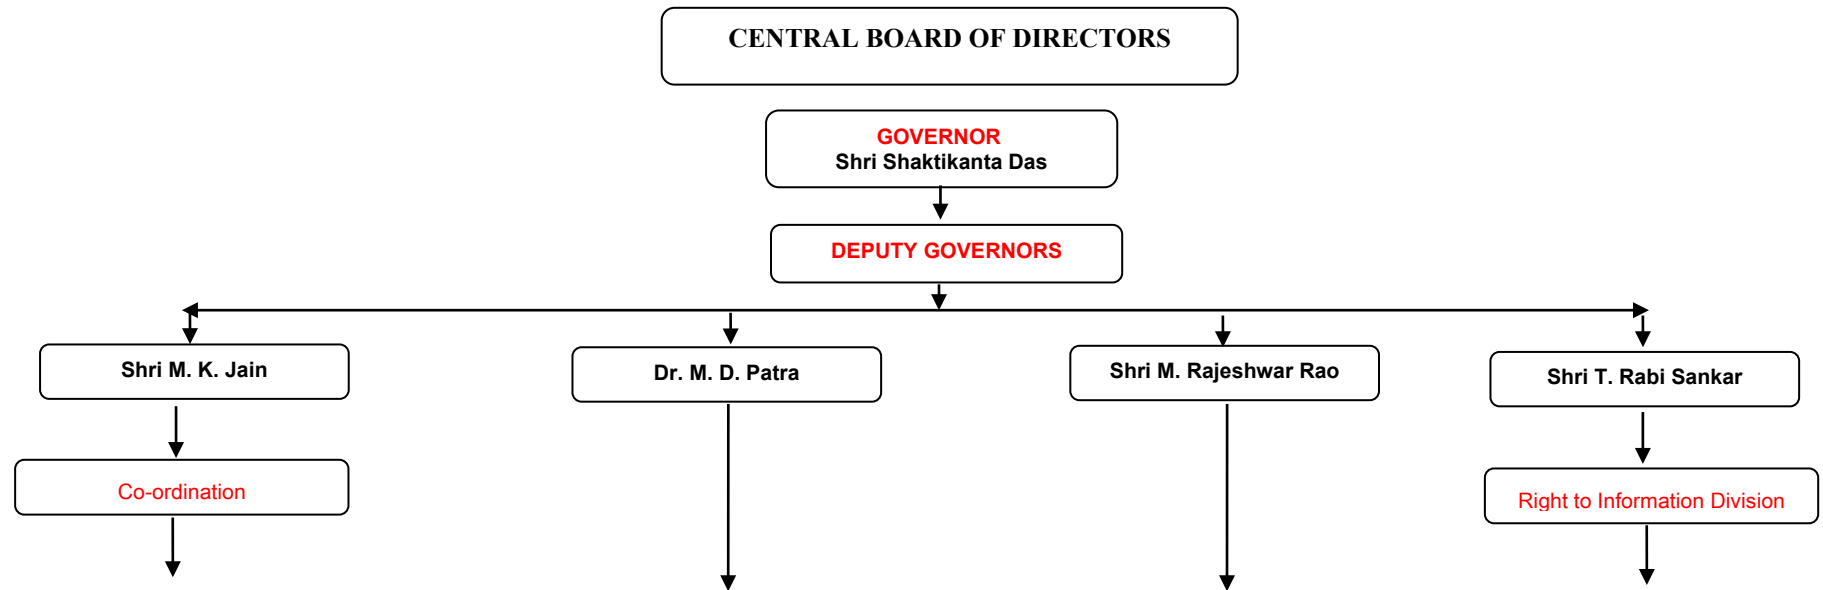 CENTRAL BOARD OF DIRECTORS
GOVERNOR
Shri Shaktikanta Das
DEPUTY GOVERNORS
Shri M. K. Jain
Dr. M. D. Patra
Shri M. Rajeshwar Rao
Shri T. Rabi Sankar
Co-ordination
Right to Information Division